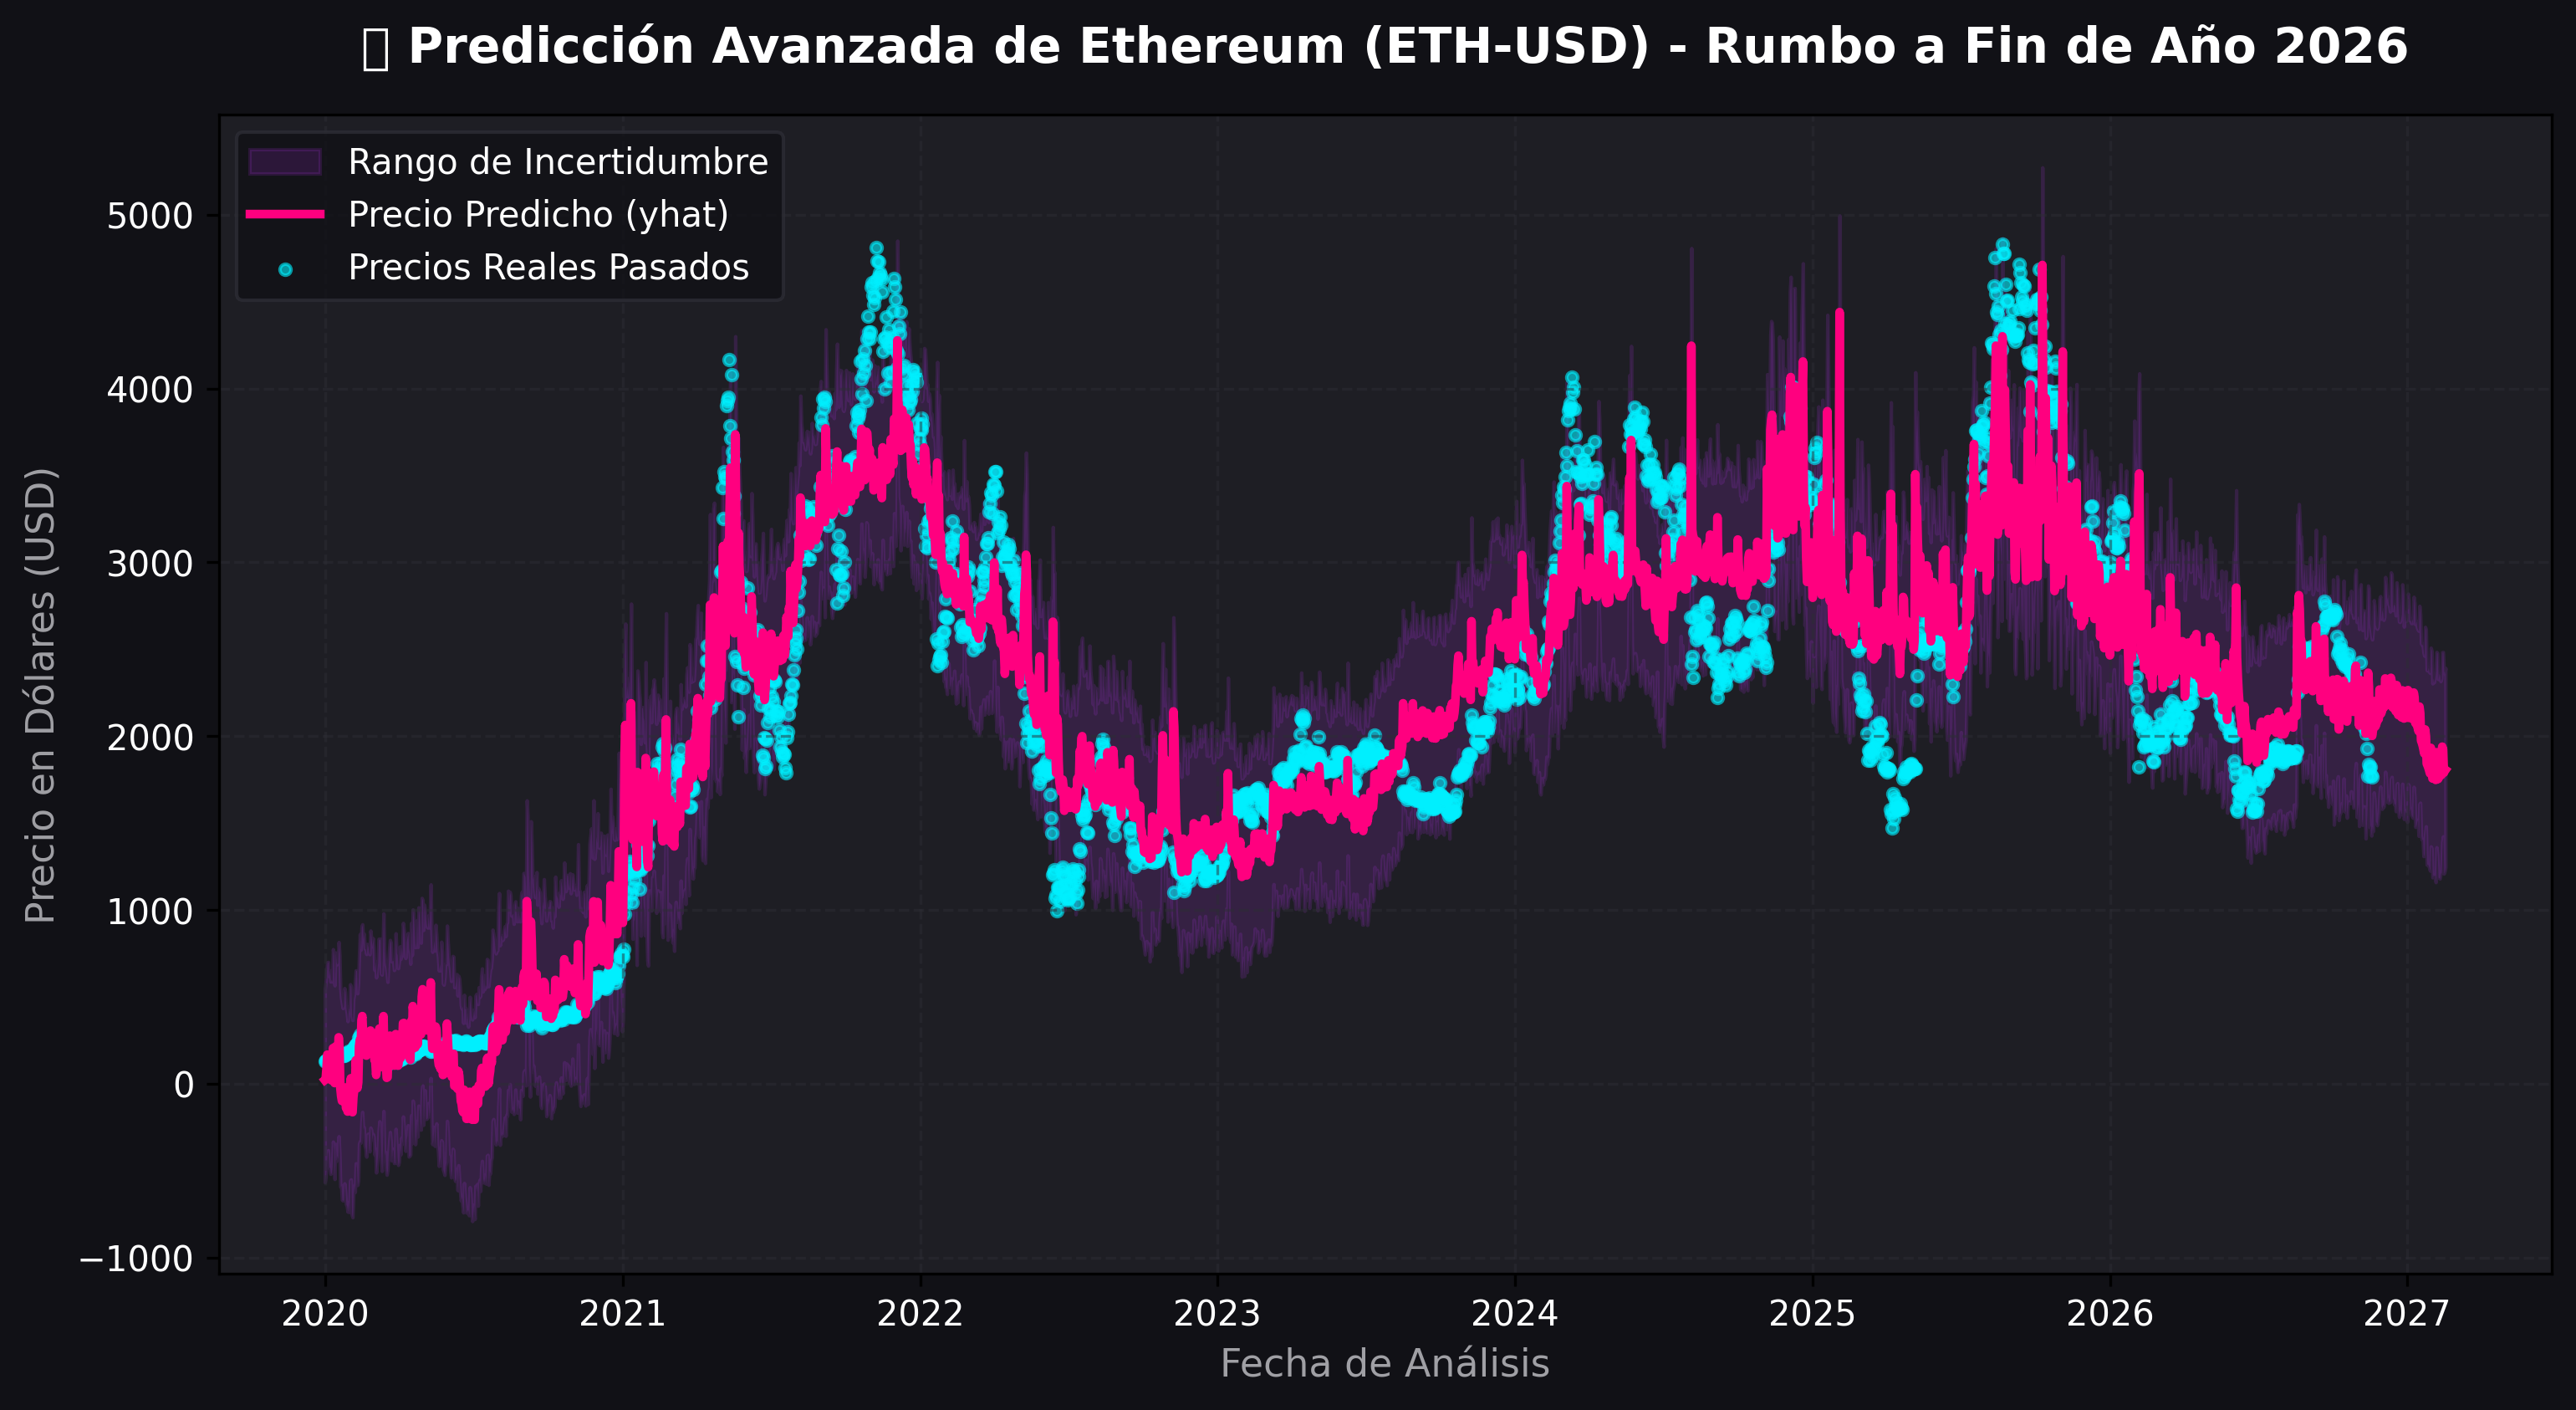 Predicción Avanzada de Ethereum (ETH-USD) - Rumbo a Fin de Año 2026
Rango de Incertidumbre
Precio Predicho (yhat)
Precios Reales Pasados
Precio en Dólares (USD)
5000
4000
3000
2000
1000
0
−1000
2020
2021
2022
2023
2024
2025
2026
2027
Fecha de Análisis